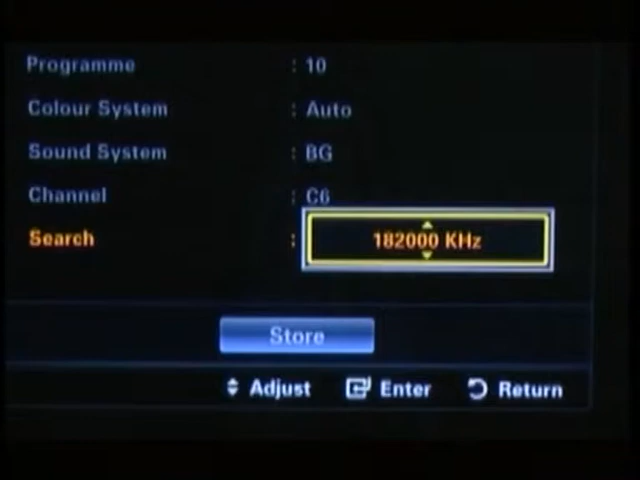 Programme : 10
Colour System : Auto
Sound System : BG
Channel : C6
Search : 182000 KHz
Store
Adjust Enter Return